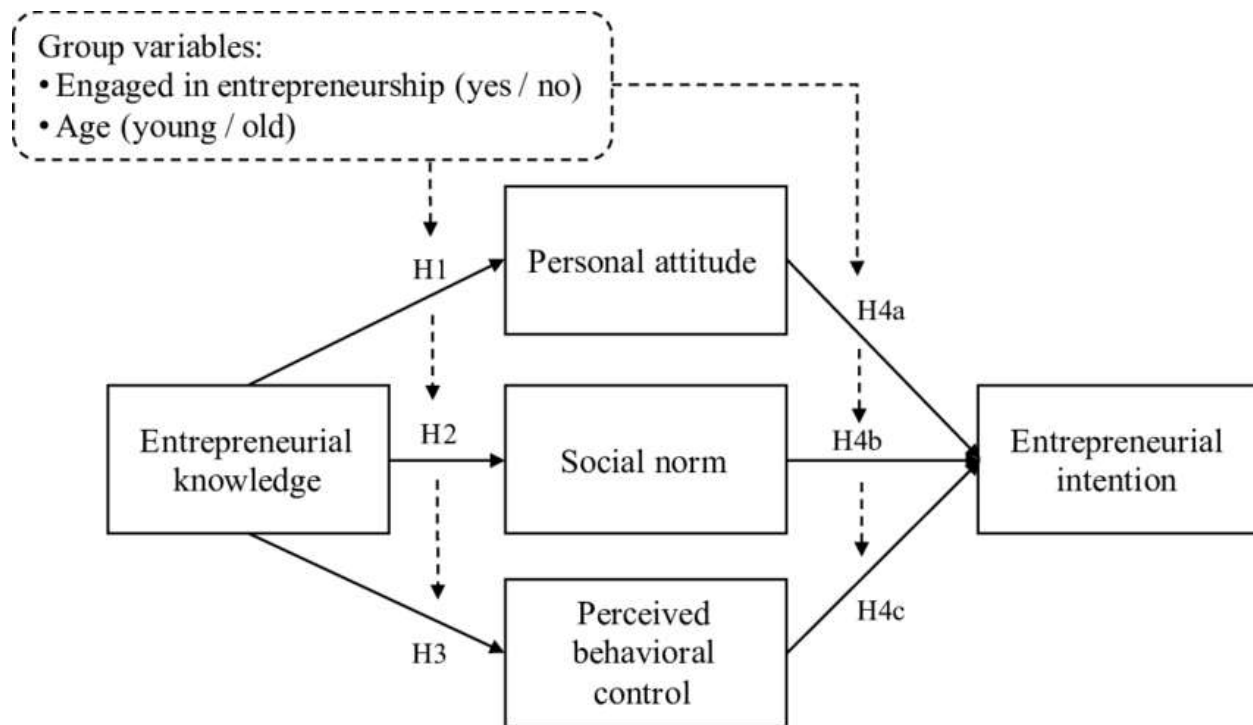 Group variables:
• Engaged in entrepreneurship (yes / no)
• Age (young / old)
H1
Personal attitude
H4a
Entrepreneurial
knowledge
H2
Social norm
H4b
Entrepreneurial
intention
H3
Perceived
behavioral
control
H4c